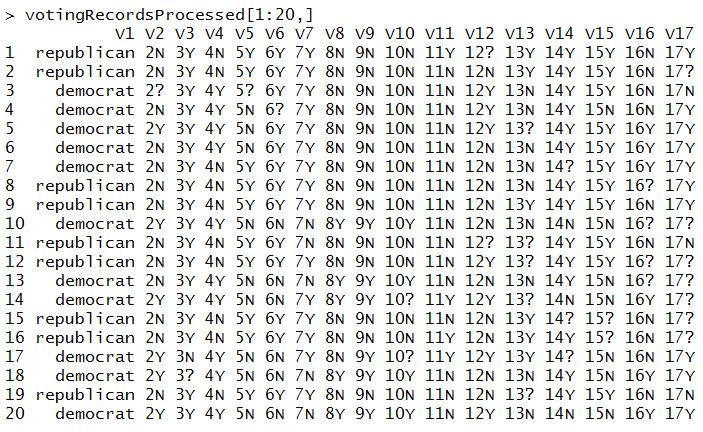 > votingRecordsProcessed[1:20,]
V1 V2 V3 V4 V5 V6 V7 V8 V9 V10 V11 V12 V13 V14 V15 V16 V17
1 republican 2N 3Y 4N 5Y 6Y 7Y 8N 9N 10N 11Y 12? 13Y 14Y 15Y 16N 17Y
2 republican 2N 3Y 4N 5Y 6Y 7Y 8N 9N 10N 11N 12N 13Y 14Y 15Y 16N 17?
3 democrat 2? 3Y 4Y 5? 6Y 7Y 8N 9N 10N 11N 12Y 13N 14Y 15Y 16N 17N
4 democrat 2N 3Y 4Y 5N 6? 7Y 8N 9N 10N 11N 12Y 13N 14Y 15N 16N 17Y
5 democrat 2Y 3Y 4Y 5N 6Y 7Y 8N 9N 10N 11N 12Y 13? 14Y 15Y 16Y 17Y
6 democrat 2N 3Y 4Y 5N 6Y 7Y 8N 9N 10N 11N 12N 13N 14Y 15Y 16Y 17Y
7 democrat 2N 3Y 4N 5Y 6Y 7Y 8N 9N 10N 11N 12N 13N 14? 15Y 16Y 17Y
8 republican 2N 3Y 4N 5Y 6Y 7Y 8N 9N 10N 11N 12N 13N 14Y 15Y 16? 17Y
9 republican 2N 3Y 4N 5Y 6Y 7Y 8N 9N 10N 11N 12N 13Y 14Y 15Y 16N 17Y
10 democrat 2Y 3Y 4Y 5N 6N 7N 8Y 9Y 10Y 11N 12N 13N 14N 15N 16? 17?
11 republican 2N 3Y 4N 5Y 6Y 7N 8N 9N 10N 11N 12? 13? 14Y 15Y 16N 17N
12 republican 2N 3Y 4N 5Y 6Y 7Y 8N 9N 10N 11N 12Y 13? 14Y 15Y 16? 17?
13 democrat 2N 3Y 4Y 5N 6N 7N 8Y 9Y 10Y 11N 12N 13N 14Y 15N 16? 17?
14 democrat 2Y 3Y 4Y 5N 6N 7Y 8Y 9Y 10? 11Y 12Y 13? 14N 15N 16Y 17?
15 republican 2N 3Y 4N 5Y 6Y 7Y 8N 9N 10N 11N 12N 13Y 14? 15? 16N 17?
16 republican 2N 3Y 4N 5Y 6Y 7Y 8N 9N 10N 11Y 12N 13Y 14Y 15? 16N 17?
17 democrat 2Y 3N 4Y 5N 6N 7Y 8N 9Y 10? 11Y 12Y 13Y 14? 15N 16N 17Y
18 democrat 2Y 3? 4Y 5N 6N 7N 8Y 9Y 10Y 11N 12N 13N 14Y 15N 16Y 17Y
19 republican 2N 3Y 4N 5Y 6Y 7Y 8N 9N 10N 11N 12N 13? 14Y 15Y 16N 17N
20 democrat 2Y 3Y 4Y 5N 6N 7N 8Y 9Y 10Y 11N 12Y 13N 14N 15N 16Y 17Y